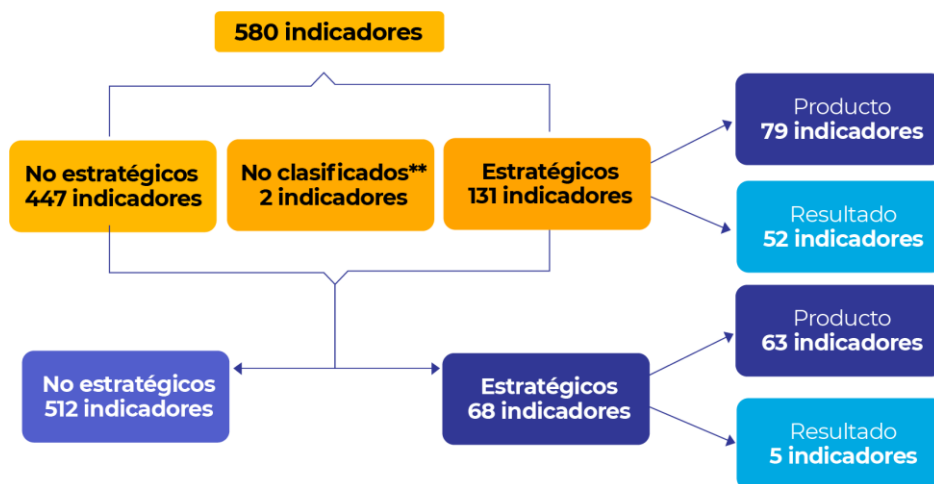 580 indicadores
No estratégicos
447 indicadores
No clasificados**
2 indicadores
Estratégicos
131 indicadores
Producto
79 indicadores
Resultado
52 indicadores
No estratégicos
512 indicadores
Estratégicos
68 indicadores
Producto
63 indicadores
Resultado
5 indicadores